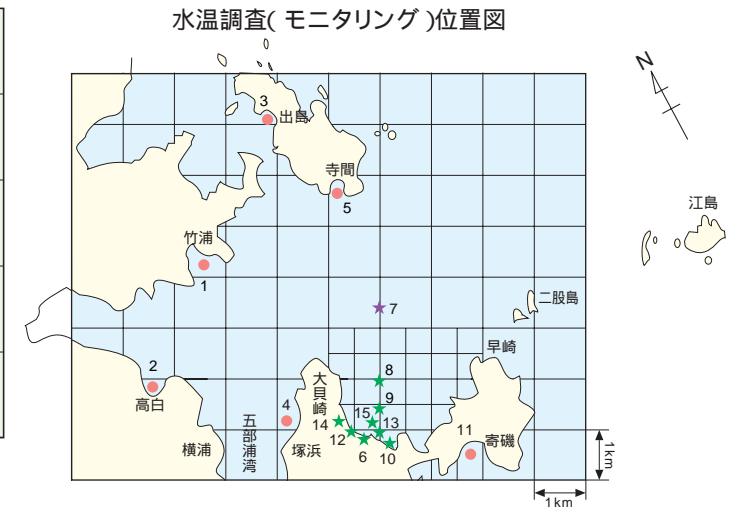 水温調査(モニタリング)位置図
N
3
出島
寺間
5
江島
竹浦
1
7
二股島
早崎
2
高白
大貝崎
8
9
4
14
15
13
12
6
10
11
五部浦湾
横浦
塚浜
寄磯
1km
1km